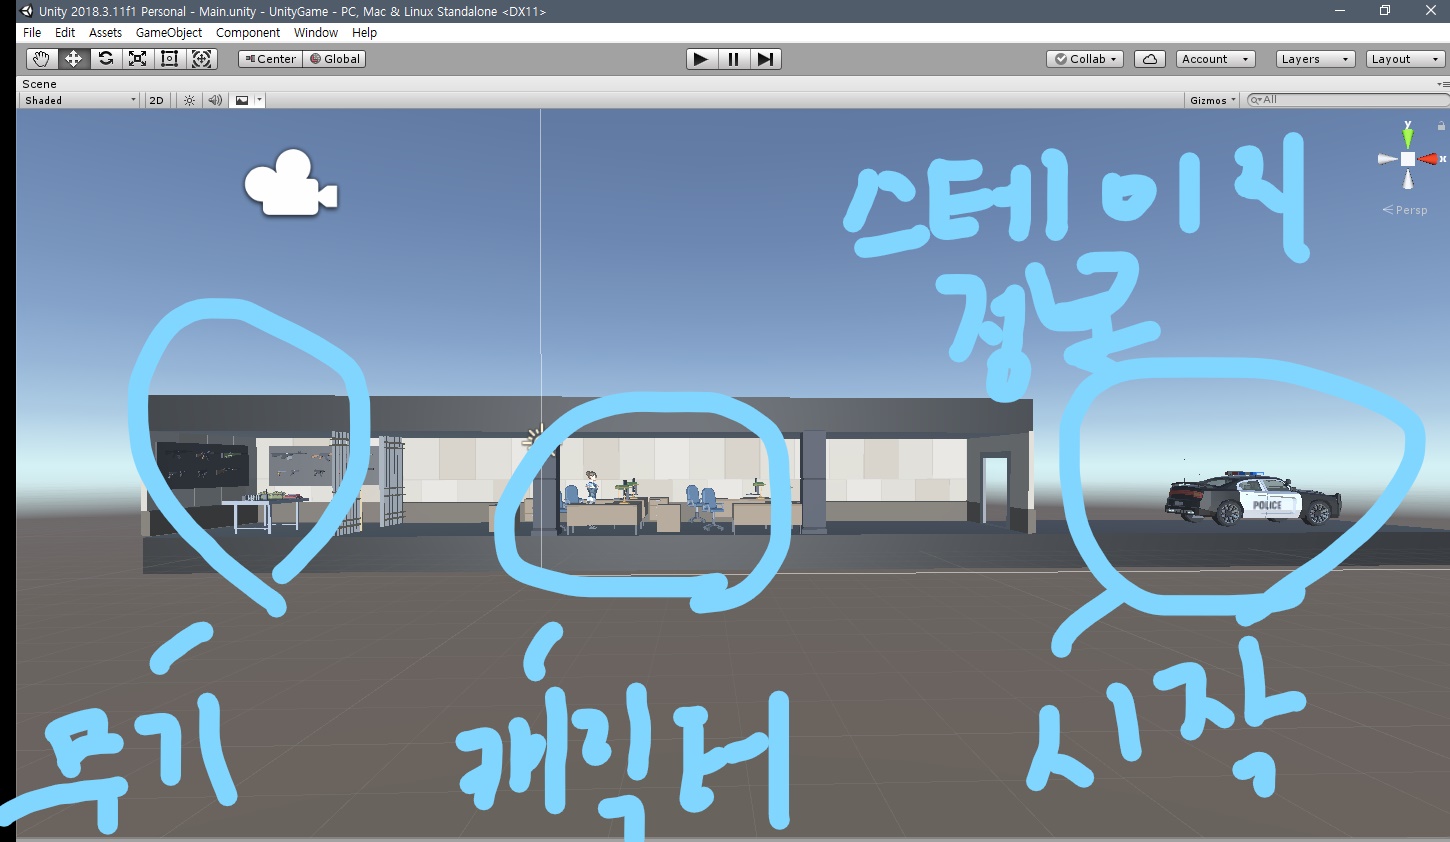 Unity 2018.3.11f1 Personal - Main.unity - UnityGame - PC, Mac & Linux Standalone <DX11>
File Edit Assets GameObject Component Window Help
Center Global Collab Account Layers Layout
Scene
Shaded 2D Gizmos All
y
x
Persp
스테이지
점프
POLICE
무기
캐릭터
시작